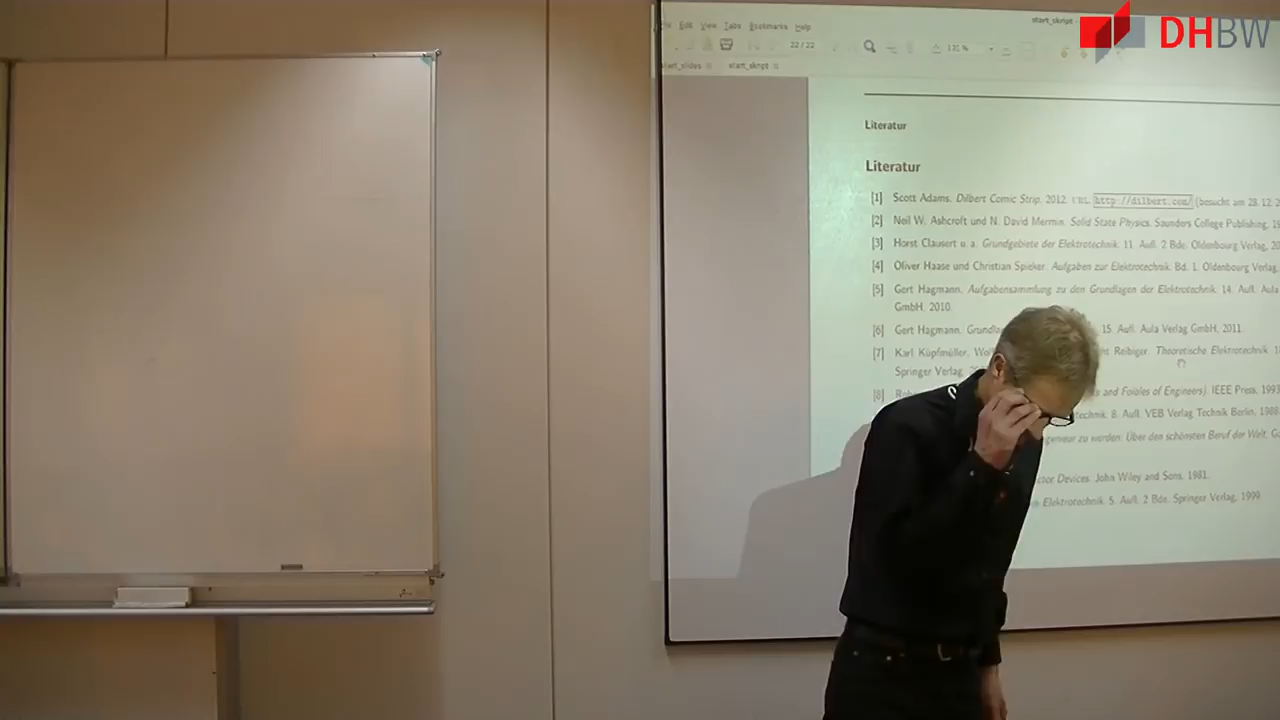 Edit View Tabs Bookmarks Help
start_skript
DHBW
22 / 22
131 %
start_skript
Literatur
Literatur
[1] Scott Adams. Dilbert Comic Strip. 2012. URL http://dilbert.com/ (besucht am 28. 12.
[2] Neil W. Ashcroft und N. David Mermin. Solid State Physics. Saunders College Publishing,
[3] Horst Clausert u. a. Grundgebiete der Elektrotechnik. 11. Aufl. 2 Bde. Oldenbourg Verlag,
[4] Oliver Haase und Christian Spieker. Aufgaben zur Elektrotechnik. Bd. 1. Oldenbourg Verlag,
[5] Gert Hagmann. Aufgabensammlung zu den Grundlagen der Elektrotechnik. 14. Aufl. Aula
GmbH, 2010.
[6] Gert Hagmann. 15. Aufl. Aula Verlag GmbH, 2011.
[7] Karl Küpfmüller, Reibiger. Theoretische Elektrotechnik.
Springer Verlag,
[8] and Foibles of Engineers). IEEE Press, 1993
8. Aufl. VEB Verlag Technik Berlin, 1988
zu werden: Über den schönsten Beruf der Welt.
Devices. John Wiley and Sons, 1981.
Elektrotechnik. 5. Aufl. 2 Bde. Springer Verlag, 1999